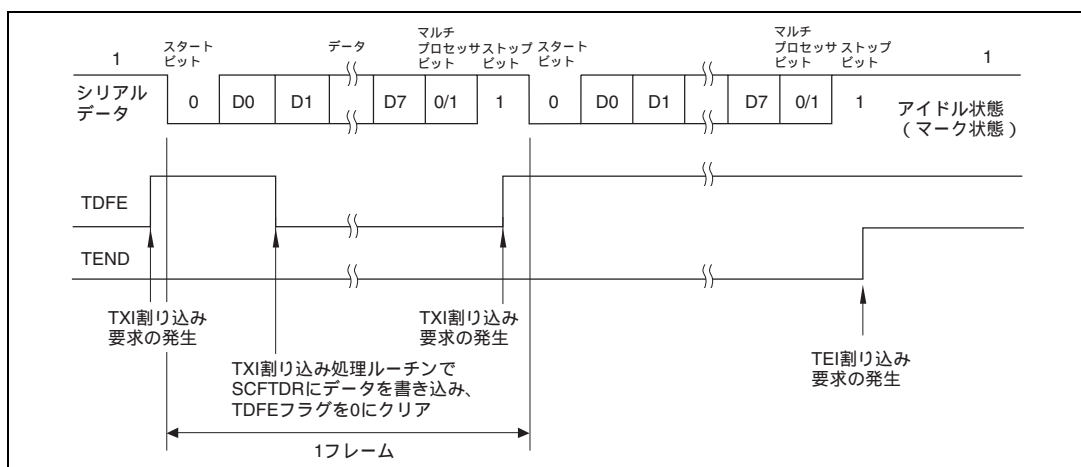 1
スタート
ビット
データ
マルチ
プロセッサ
ビット
ストップ
ビット
スタート
ビット
マルチ
プロセッサ
ビット
ストップ
ビット
1
シリアル
データ
0 D0 D1 D7 0/1 1 0 D0 D1 D7 0/1 1
アイドル状態
(マーク状態)
TDFE
TEND
TXI割り込み
要求の発生
TXI割り込み処理ルーチンで
SCFTDRにデータを書き込み、
TDFEフラグを0にクリア
TXI割り込み
要求の発生
TEI割り込み
要求の発生
1フレーム